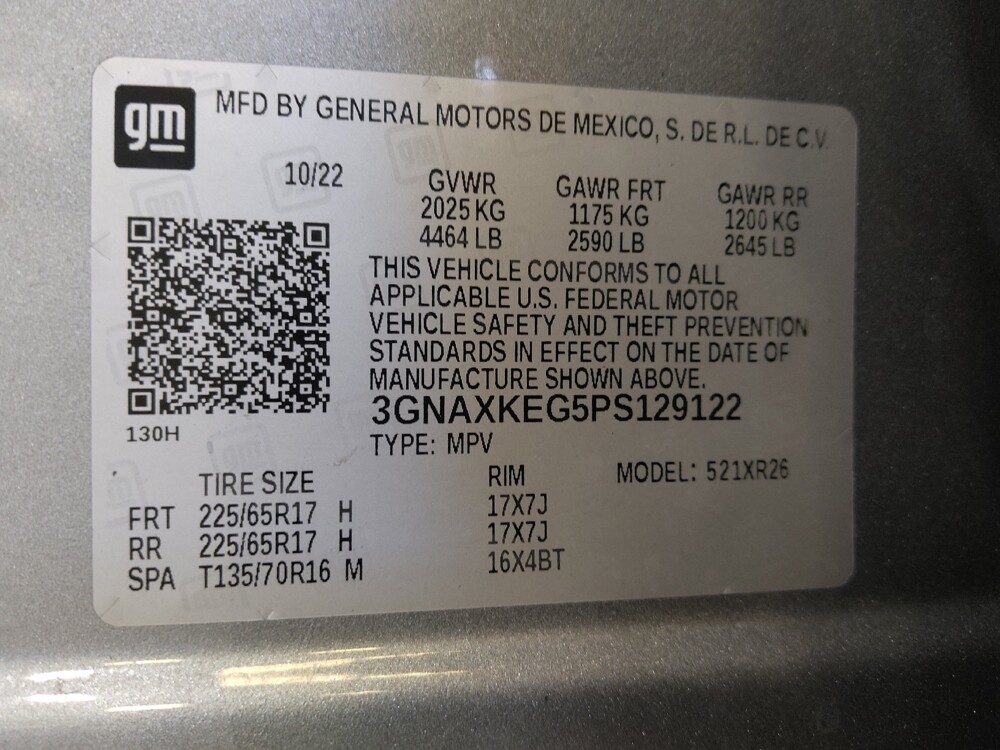 gm
MFD BY GENERAL MOTORS DE MEXICO, S. DE R.L. DE C.V.
10/22
GVWR GAWR FRT GAWR RR
2025 KG 1175 KG 1200 KG
4464 LB 2590 LB 2645 LB
THIS VEHICLE CONFORMS TO ALL
APPLICABLE U.S. FEDERAL MOTOR
VEHICLE SAFETY AND THEFT PREVENTION
STANDARDS IN EFFECT ON THE DATE OF
MANUFACTURE SHOWN ABOVE.
3GNAXKEG5PS129122
130H
TYPE: MPV
TIRE SIZE RIM MODEL: 521XR26
FRT 225/65R17 H 17X7J
RR 225/65R17 H 17X7J
SPA T135/70R16 M 16X4BT